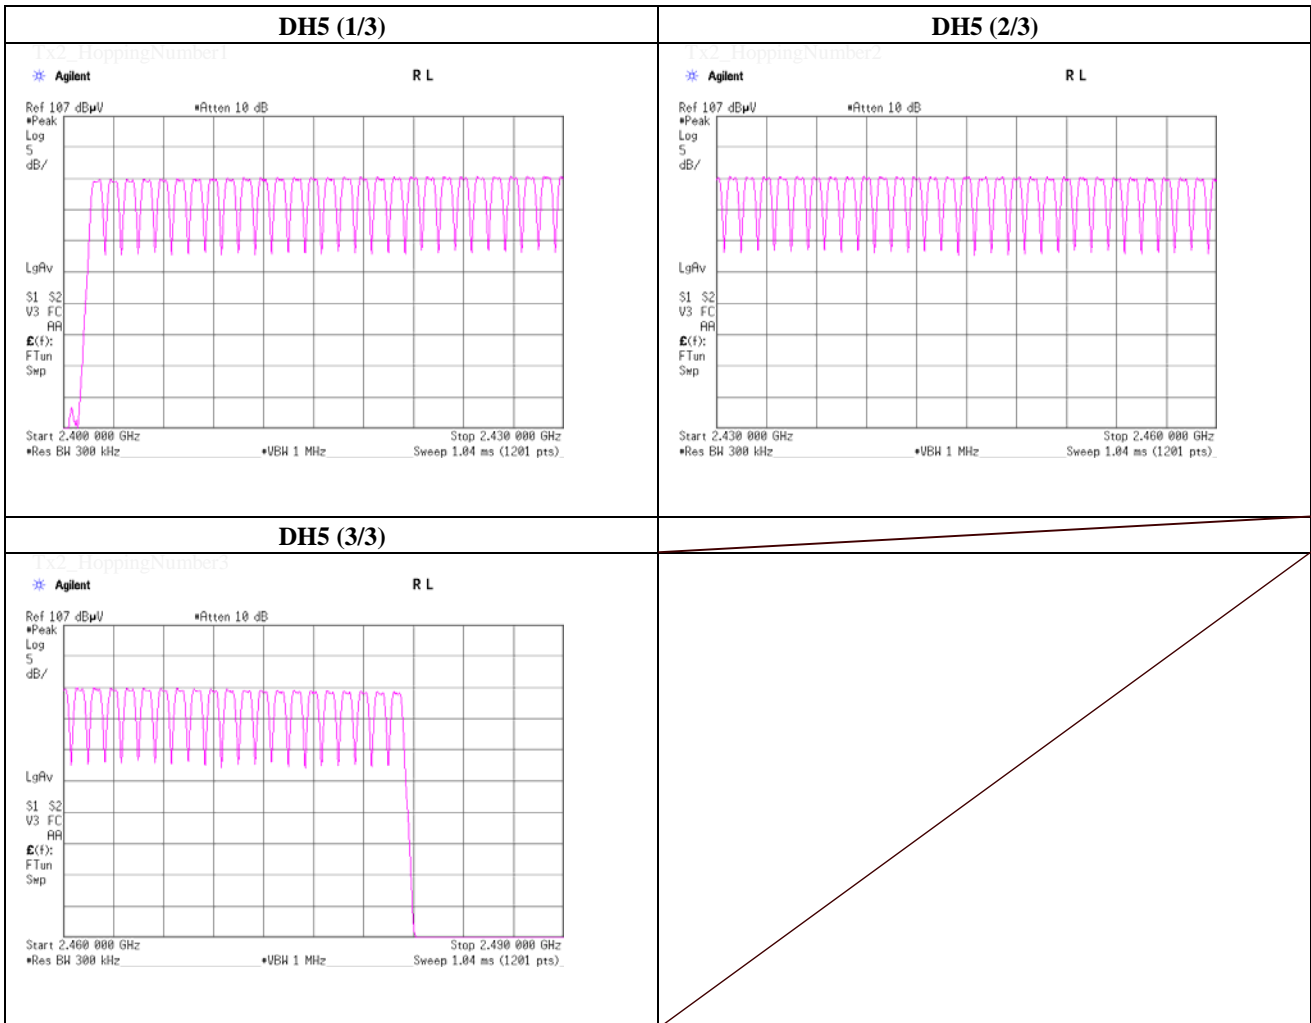 DH5 (1/3)
DH5 (2/3)
Tx2_HoppingNumber1
Agilent
R L
Ref 107 dBµV
#Atten 10 dB
#Peak
Log
5
dB/
LgAv
S1 S2
V3 FC
AA
£(f):
FTun
Swp
Start 2.400 000 GHz
Stop 2.430 000 GHz
#Res BW 300 kHz
#VBW 1 MHz
Sweep 1.04 ms (1201 pts)
Tx2_HoppingNumber2
Agilent
R L
Ref 107 dBµV
#Atten 10 dB
#Peak
Log
5
dB/
LgAv
S1 S2
V3 FC
AA
£(f):
FTun
Swp
Start 2.430 000 GHz
Stop 2.460 000 GHz
#Res BW 300 kHz
#VBW 1 MHz
Sweep 1.04 ms (1201 pts)
DH5 (3/3)
Tx2_HoppingNumber3
Agilent
R L
Ref 107 dBµV
#Atten 10 dB
#Peak
Log
5
dB/
LgAv
S1 S2
V3 FC
AA
£(f):
FTun
Swp
Start 2.460 000 GHz
Stop 2.490 000 GHz
#Res BW 300 kHz
#VBW 1 MHz
Sweep 1.04 ms (1201 pts)